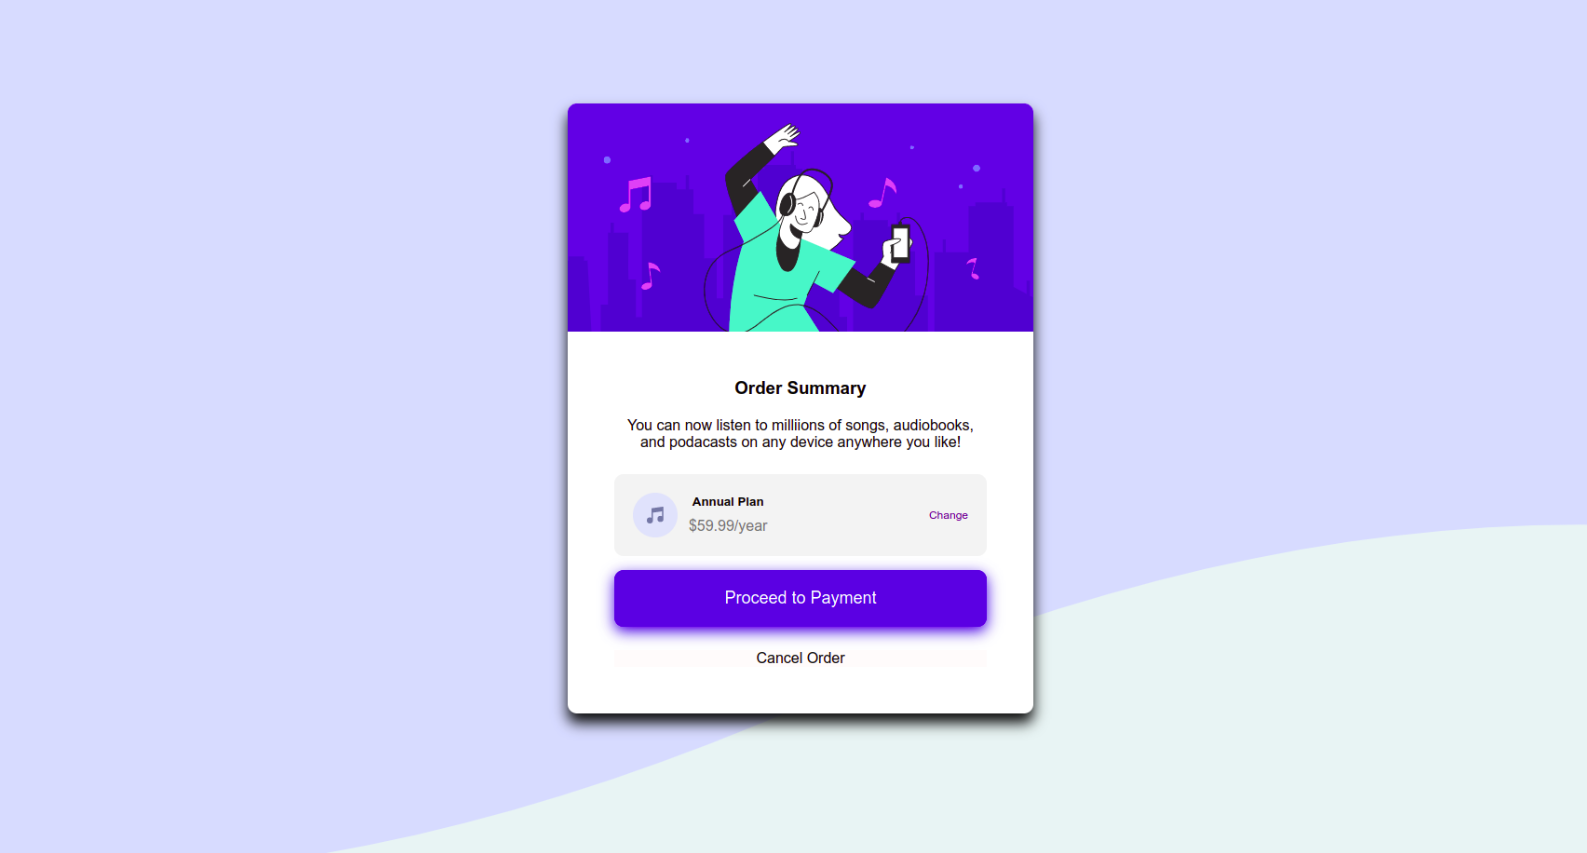 Order Summary
You can now listen to milliions of songs, audiobooks,
and podacasts on any device anywhere you like!
Annual Plan
$59.99/year
Change
Proceed to Payment
Cancel Order